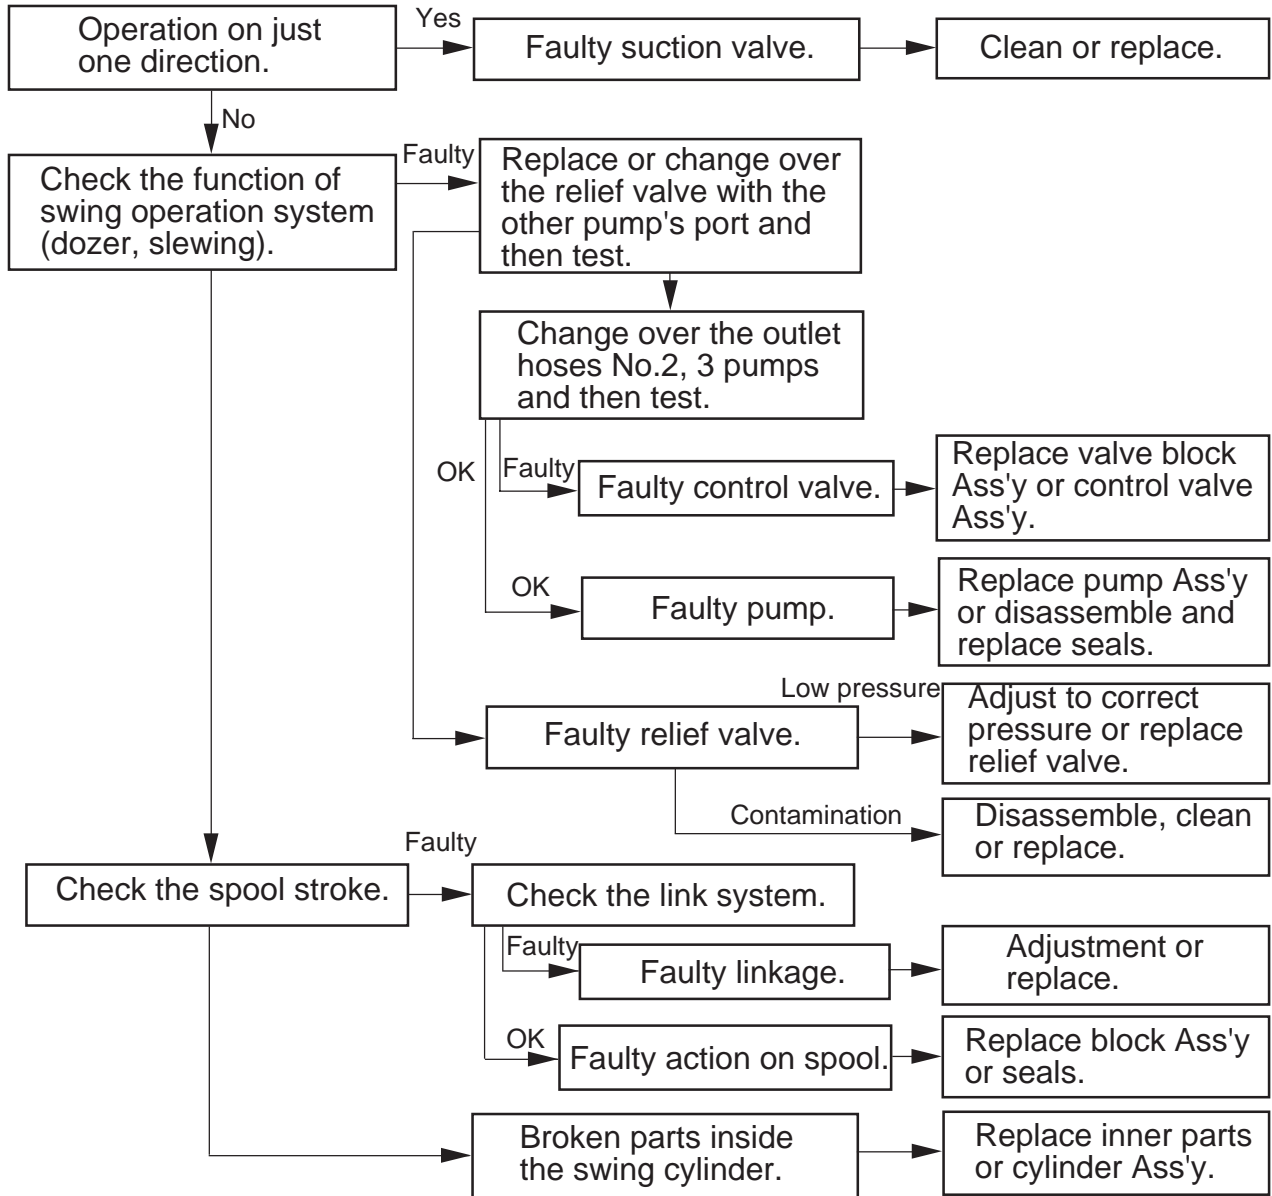 Operation on just
one direction.
Yes
Faulty suction valve.
Clean or replace.
No
Check the function of
swing operation system
(dozer, slewing).
Faulty
Replace or change over
the relief valve with the
other pump's port and
then test.
Change over the outlet
hoses No.2, 3 pumps
and then test.
OK
Faulty
Faulty control valve.
Replace valve block
Ass'y or control valve
Ass'y.
OK
Faulty pump.
Replace pump Ass'y
or disassemble and
replace seals.
Faulty relief valve.
Low pressure
Adjust to correct
pressure or replace
relief valve.
Contamination
Disassemble, clean
or replace.
Check the spool stroke.
Faulty
Check the link system.
Faulty
Faulty linkage.
Adjustment or
replace.
OK
Faulty action on spool.
Replace block Ass'y
or seals.
Broken parts inside
the swing cylinder.
Replace inner parts
or cylinder Ass'y.